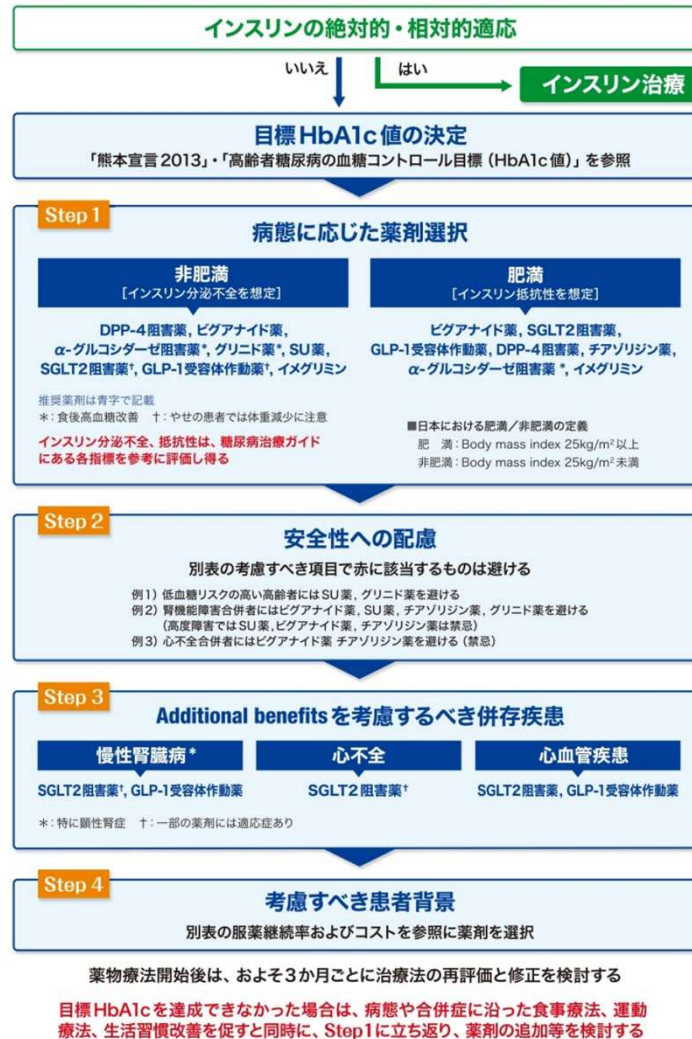 インスリンの絶対的・相対的適応
いいえ
はい
インスリン治療
目標HbA1c値の決定
「熊本宣言2013」・「高齢者糖尿病の血糖コントロール目標（HbA1c値）」を参照
Step 1
病態に応じた薬剤選択
非肥満
［インスリン分泌不全を想定］
DPP-4阻害薬，ビグアナイド薬，
α-グルコシダーゼ阻害薬*，グリニド薬*，SU薬，
SGLT2阻害薬†，GLP-1受容体作動薬†，イメグリミン
肥満
［インスリン抵抗性を想定］
ビグアナイド薬，SGLT2阻害薬，
GLP-1受容体作動薬，DPP-4阻害薬，チアゾリジン薬，
α-グルコシダーゼ阻害薬 *，イメグリミン
推奨薬剤は青字で記載
＊：食後高血糖改善　†：やせの患者では体重減少に注意
インスリン分泌不全、抵抗性は、糖尿病治療ガイド
にある各指標を参考に評価し得る
■日本における肥満／非肥満の定義
肥　満：Body mass index 25kg/m²以上
非肥満：Body mass index 25kg/m²未満
Step 2
安全性への配慮
別表の考慮すべき項目で赤に該当するものは避ける
例1）低血糖リスクの高い高齢者にはSU薬，グリニド薬を避ける
例2）腎機能障害合併者にはビグアナイド薬，SU薬，チアゾリジン薬，グリニド薬を避ける
（高度障害ではSU薬，ビグアナイド薬，チアゾリジン薬は禁忌）
例3）心不全合併者にはビグアナイド薬 チアゾリジン薬を避ける（禁忌）
Step 3
Additional benefitsを考慮するべき併存疾患
慢性腎臓病*
SGLT2阻害薬†，GLP-1受容体作動薬
心不全
SGLT2阻害薬†
心血管疾患
SGLT2阻害薬，GLP-1受容体作動薬
＊：特に顕性腎症　†：一部の薬剤には適応症あり
Step 4
考慮すべき患者背景
別表の服薬継続率およびコストを参照に薬剤を選択
薬物療法開始後は、およそ3か月ごとに治療法の再評価と修正を検討する
目標HbA1cを達成できなかった場合は、病態や合併症に沿った食事療法、運動
療法、生活習慣改善を促すと同時に、Step1に立ち返り、薬剤の追加等を検討する